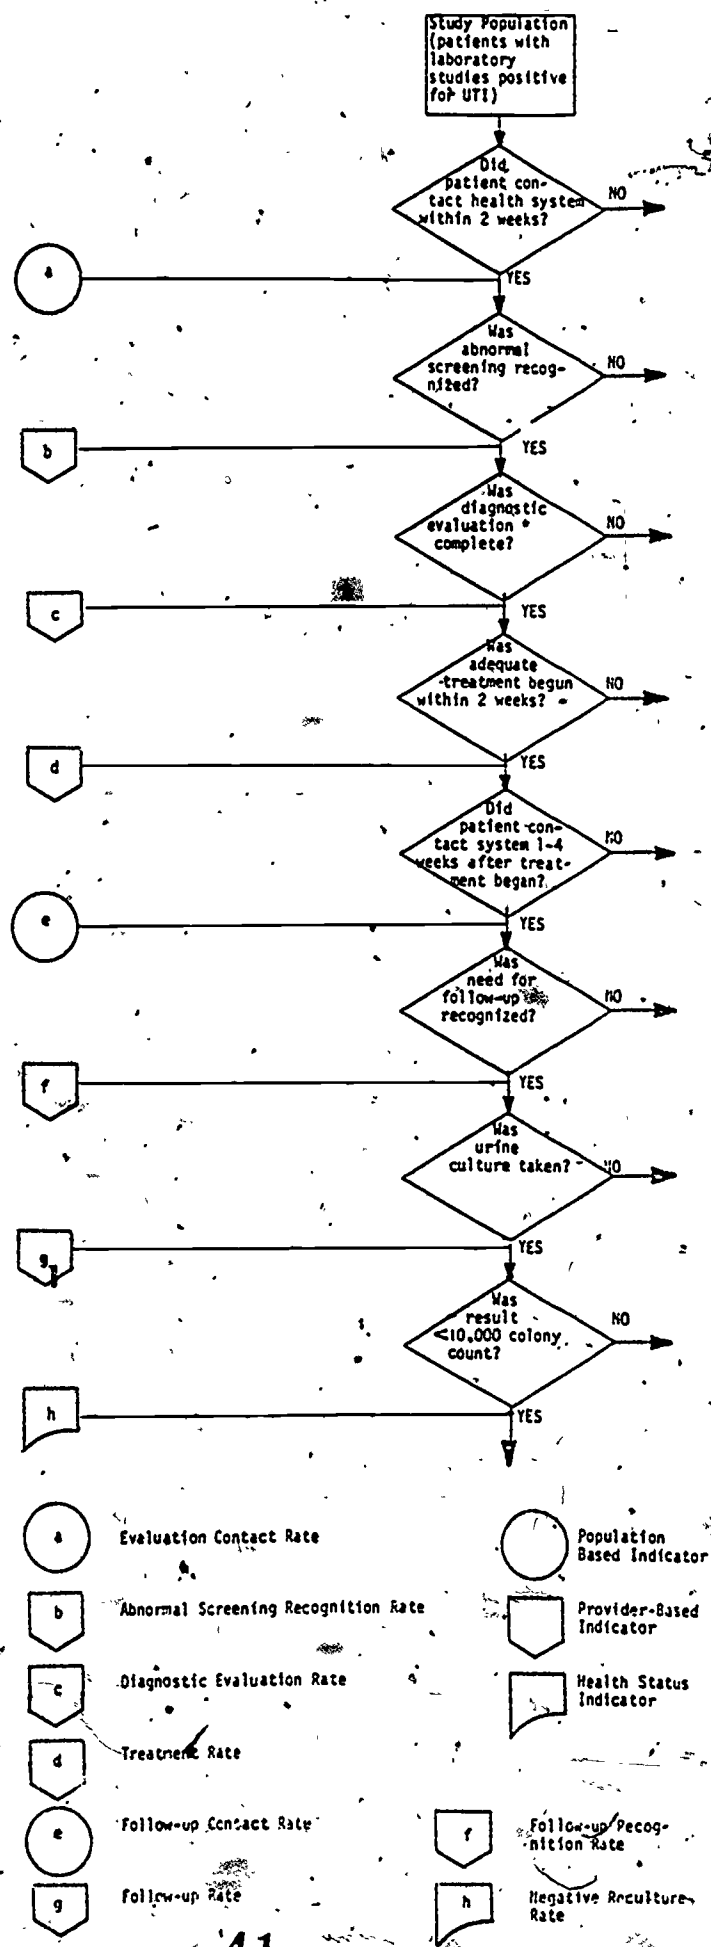 Study Population
(patients with
laboratory
studies positive
for UTI)
Did
patient con-
tact health system
within 2 weeks?
NO
YES
a
Was
abnormal
screening recog-
nized?
NO
YES
b
Was
diagnostic
evaluation *
complete?
NO
YES
c
Was
adequate
treatment begun
within 2 weeks?
NO
YES
d
Did
patient con-
tact system 1-4
weeks after treat-
ment began?
NO
YES
e
Was
need for
follow-up
recognized?
NO
YES
f
Was
urine
culture taken?
NO
YES
g
Was
result
<10,000 colony
count?
NO
YES
h
a Evaluation Contact Rate
Population
Based Indicator
b Abnormal Screening Recognition Rate
Provider-Based
Indicator
c Diagnostic Evaluation Rate
Health Status
Indicator
d Treatment Rate
e Follow-up Contact Rate
f Follow-up Recog-
nition Rate
g Follow-up Rate
h Negative Reculture
Rate